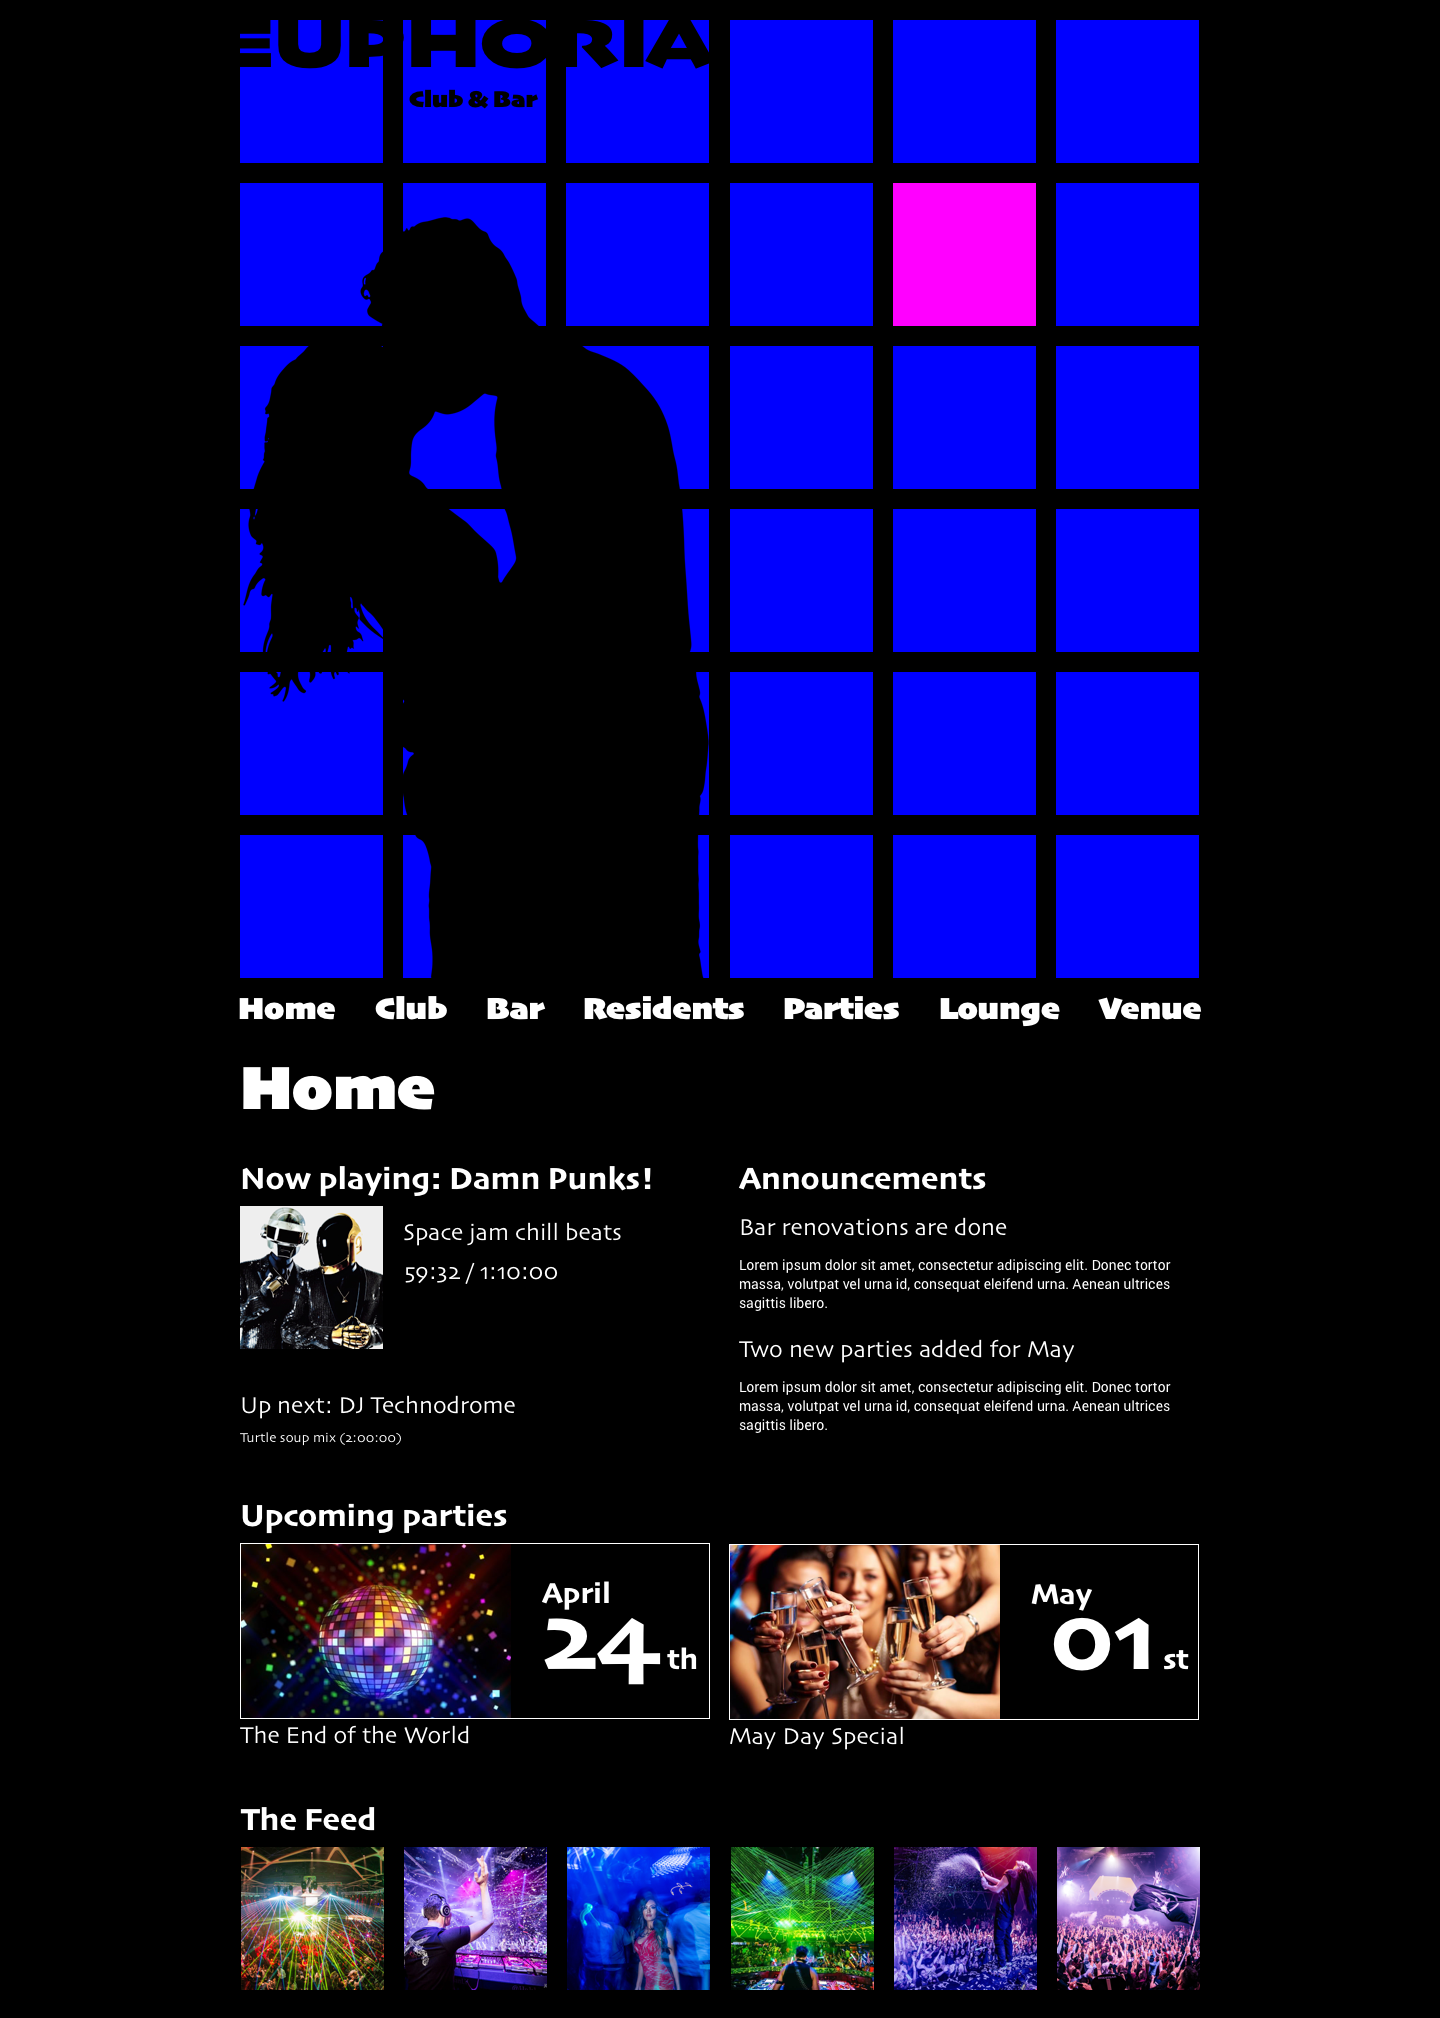 EUPHORIA
Club & Bar
Home Club Bar Residents Parties Lounge Venue
Home
Now playing: Damn Punks!
Space jam chill beats
59:32 / 1:10:00
Up next: DJ Technodrome
Turtle soup mix (2:00:00)
Announcements
Bar renovations are done
Lorem ipsum dolor sit amet, consectetur adipiscing elit. Donec tortor
massa, volutpat vel urna id, consequat eleifend urna. Aenean ultrices
sagittis libero.
Two new parties added for May
Lorem ipsum dolor sit amet, consectetur adipiscing elit. Donec tortor
massa, volutpat vel urna id, consequat eleifend urna. Aenean ultrices
sagittis libero.
Upcoming parties
April
24 th
The End of the World
May
01 st
May Day Special
The Feed